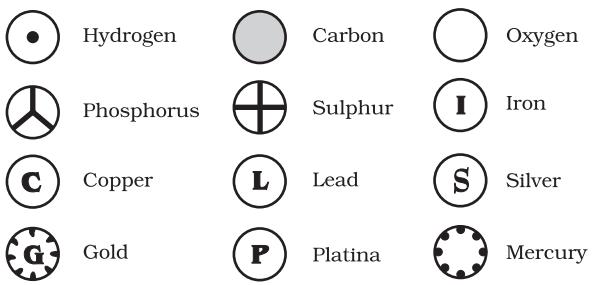 Hydrogen Carbon Oxygen
Phosphorus Sulphur I Iron
C Copper L Lead S Silver
G Gold P Platina Mercury